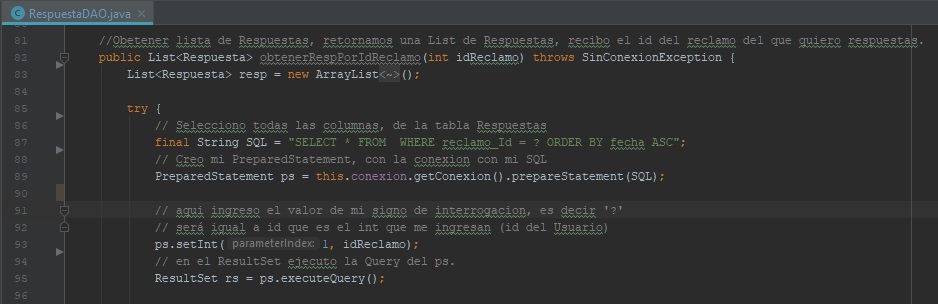 RespuestaDAO.java
81 //Obetener lista de Respuestas, retornamos una List de Respuestas, recibo el id del reclamo del que quiero respuestas.
82 public List<Respuesta> obtenerRespPorIdReclamo(int idReclamo) throws SinConexionException {
83 List<Respuesta> resp = new ArrayList<~>();
84
85 try {
86 // Selecciono todas las columnas, de la tabla Respuestas
87 final String SQL = "SELECT * FROM  WHERE reclamo_Id = ? ORDER BY fecha ASC";
88 // Creo mi PreparedStatement, con la conexion con mi SQL
89 PreparedStatement ps = this.conexion.getConexion().prepareStatement(SQL);
90
91 // aqui ingreso el valor de mi signo de interrogacion, es decir '?'
92 // será igual a id que es el int que me ingresan (id del Usuario)
93 ps.setInt( parameterIndex: 1, idReclamo);
94 // en el ResultSet ejecuto la Query del ps.
95 ResultSet rs = ps.executeQuery();
96